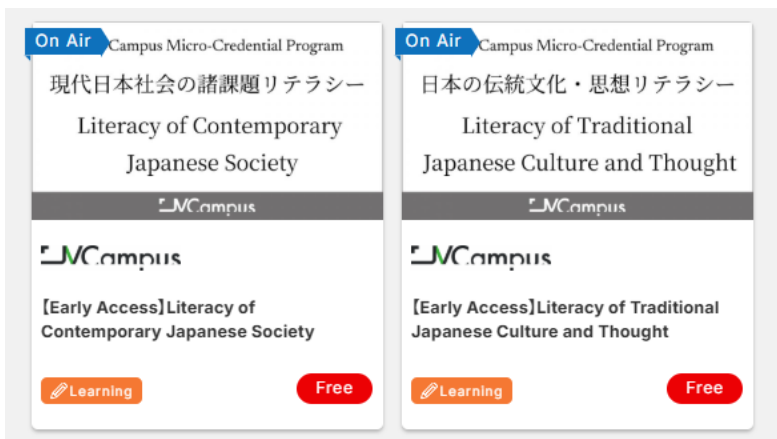 On Air
Campus Micro-Credential Program
現代日本社会の諸課題リテラシー
Literacy of Contemporary
Japanese Society
JVCampus
JVCampus
【Early Access】Literacy of
Contemporary Japanese Society
Learning
Free
On Air
Campus Micro-Credential Program
日本の伝統文化・思想リテラシー
Literacy of Traditional
Japanese Culture and Thought
JVCampus
JVCampus
【Early Access】Literacy of Traditional
Japanese Culture and Thought
Learning
Free